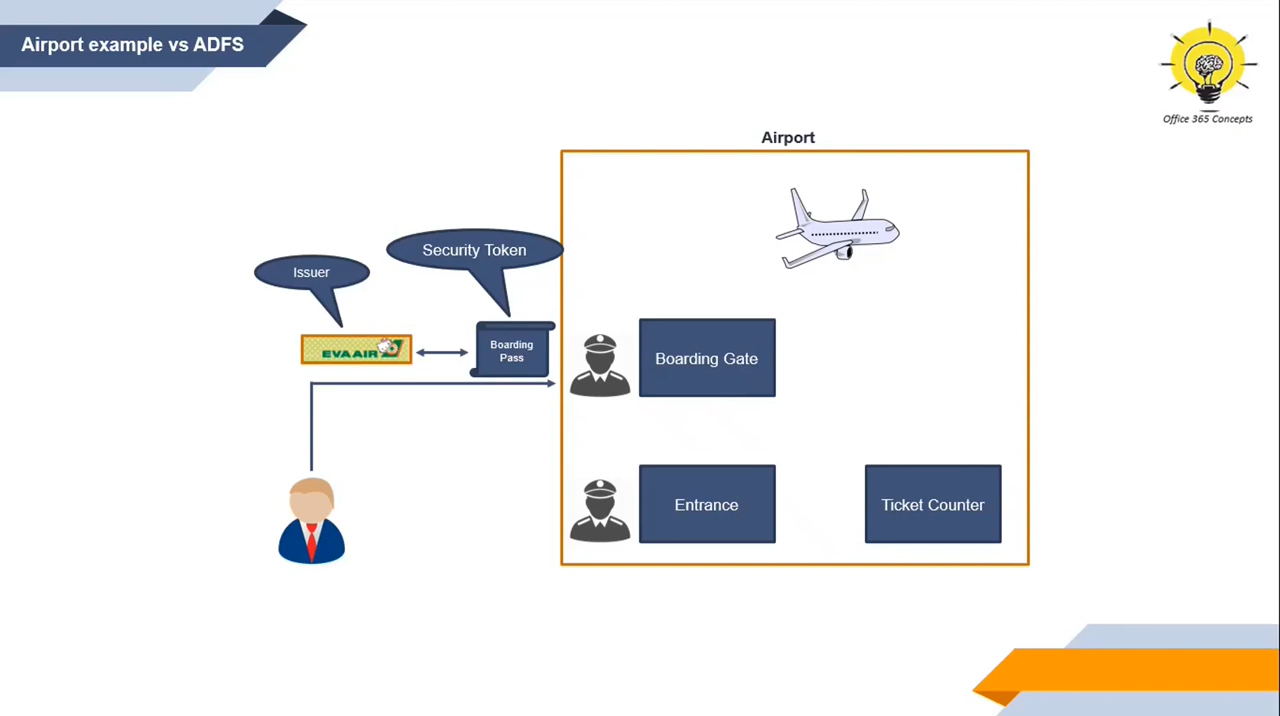 Airport example vs ADFS
Office 365 Concepts
Airport
Security Token
Issuer
EVA AIR
Boarding
Pass
Boarding Gate
Entrance
Ticket Counter